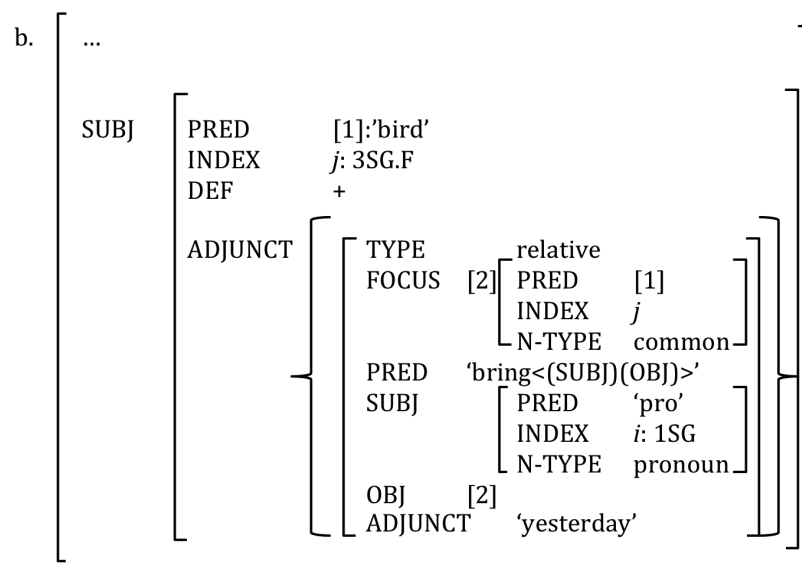 b. …
SUBJ PRED [1]:’bird’
INDEX j: 3SG.F
DEF +
ADJUNCT TYPE relative
FOCUS [2] PRED [1]
INDEX j
N-TYPE common
PRED ‘bring<(SUBJ)(OBJ)>’
SUBJ PRED ‘pro’
INDEX i: 1SG
N-TYPE pronoun
OBJ [2]
ADJUNCT ‘yesterday’